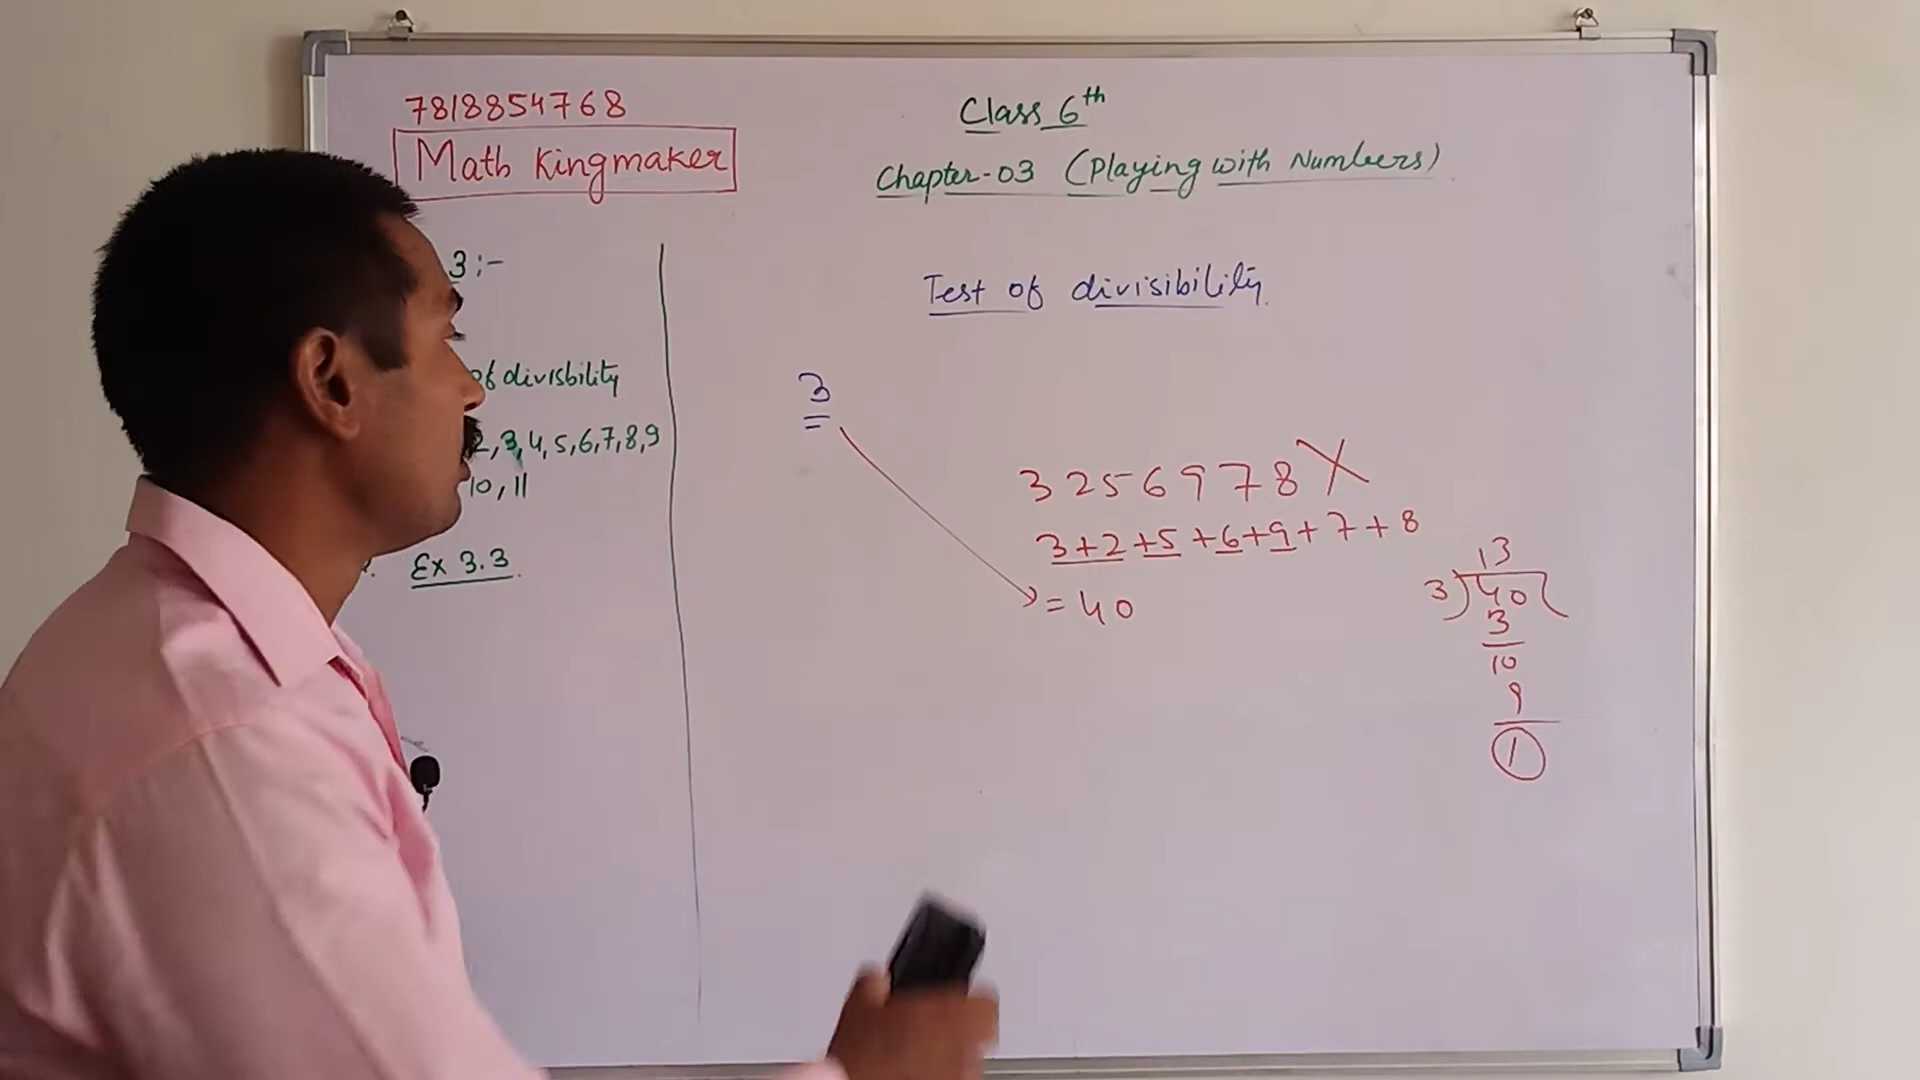 7818854768
Math Kingmaker
Class 6th
Chapter-03 (Playing with Numbers)
3:-
of divisbility
2,3,4,5,6,7,8,9
10,11
Ex 3.3.
Test of divisibility.
3
3256978X
3+2+5+6+9+7+8
= 40
13
3)40(
3
10
9
1